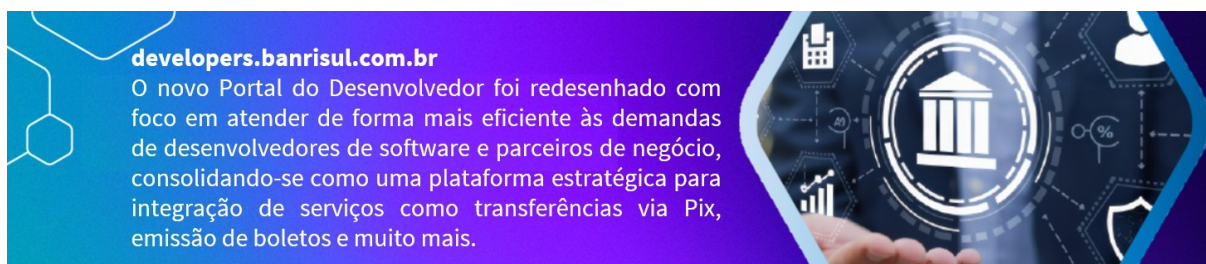 developers.banrisul.com.br
O novo Portal do Desenvolvedor foi redesenhado com
foco em atender de forma mais eficiente às demandas
de desenvolvedores de software e parceiros de negócio,
consolidando-se como uma plataforma estratégica para
integração de serviços como transferências via Pix,
emissão de boletos e muito mais.
%